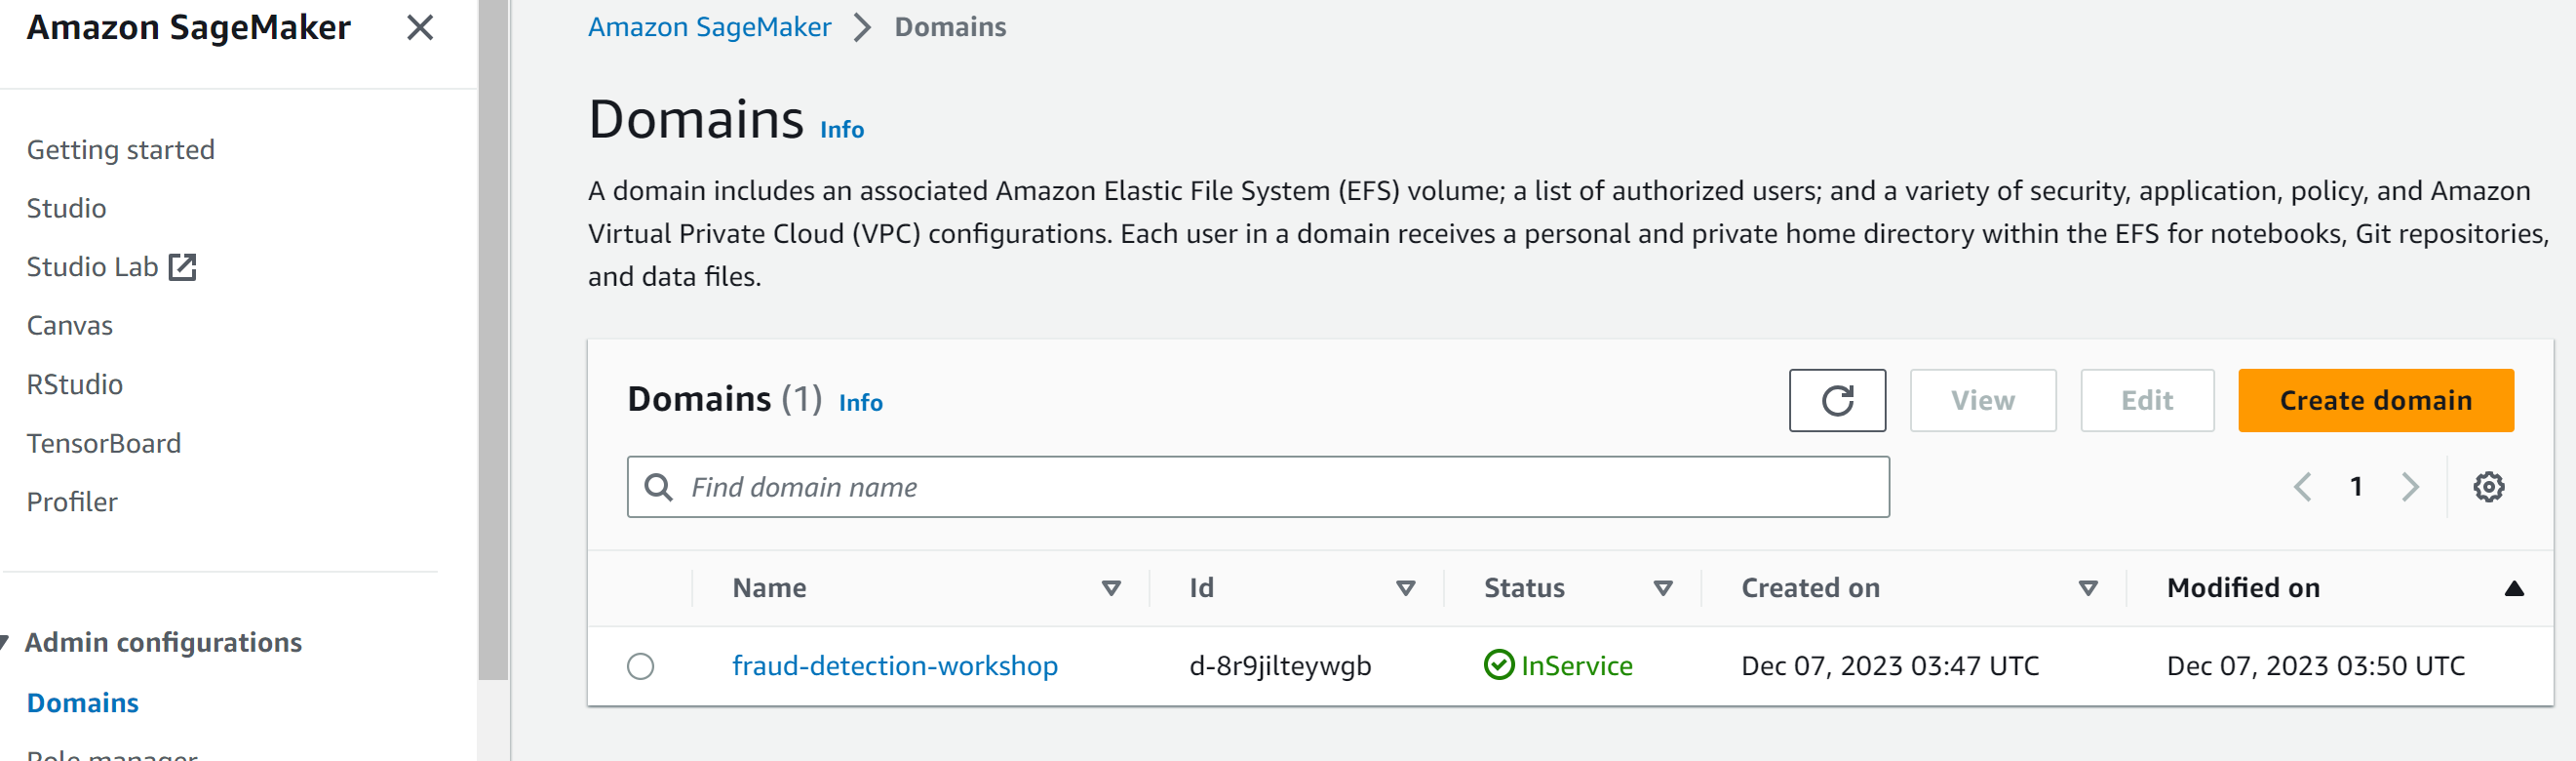 Amazon SageMaker
Getting started
Studio
Studio Lab
Canvas
RStudio
TensorBoard
Profiler
Admin configurations
Domains
Role manager
Amazon SageMaker > Domains
Domains Info
A domain includes an associated Amazon Elastic File System (EFS) volume; a list of authorized users; and a variety of security, application, policy, and Amazon
Virtual Private Cloud (VPC) configurations. Each user in a domain receives a personal and private home directory within the EFS for notebooks, Git repositories,
and data files.
Domains (1) Info
View Edit Create domain
Find domain name
1
Name Id Status Created on Modified on
fraud-detection-workshop d-8r9jilteywgb InService Dec 07, 2023 03:47 UTC Dec 07, 2023 03:50 UTC